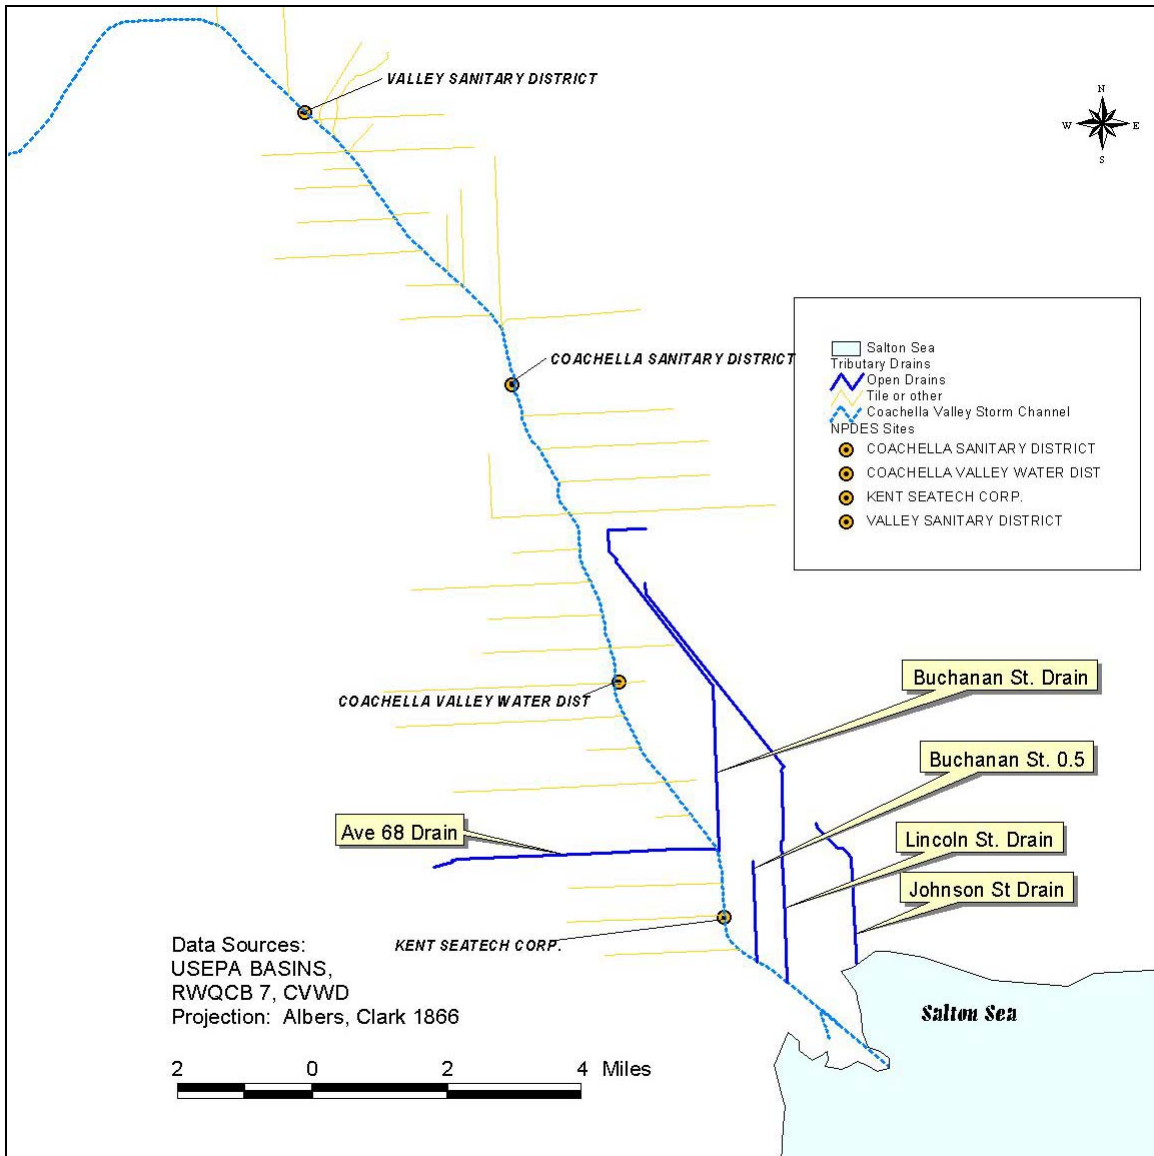 VALLEY SANITARY DISTRICT
N
W E
S
COACHELLA SANITARY DISTRICT
Salton Sea
Tributary Drains
Open Drains
Tile or other
Coachella Valley Storm Channel
NPDES Sites
COACHELLA SANITARY DISTRICT
COACHELLA VALLEY WATER DIST
KENT SEATECH CORP.
VALLEY SANITARY DISTRICT
COACHELLA VALLEY WATER DIST
Buchanan St. Drain
Buchanan St. 0.5
Ave 68 Drain
Lincoln St. Drain
Johnson St Drain
KENT SEATECH CORP.
Data Sources:
USEPA BASINS,
RWQCB 7, CVWD
Projection: Albers, Clark 1866
Salton Sea
2 0 2 4 Miles